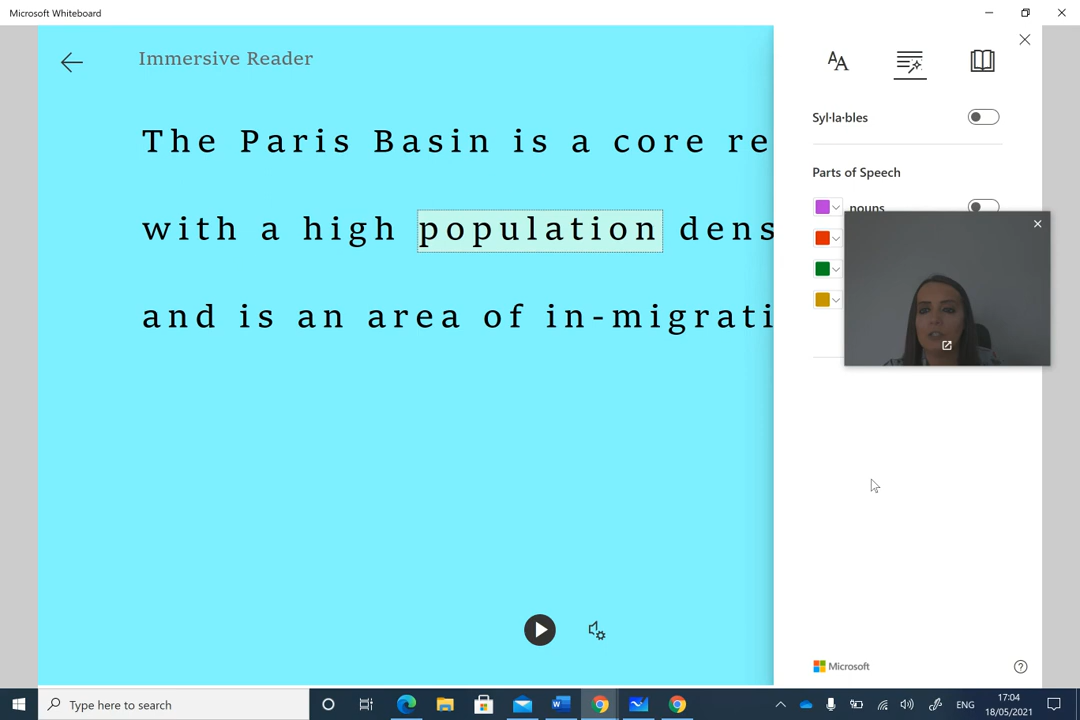 Microsoft Whiteboard
Immersive Reader
The Paris Basin is a core re
with a high population dens
and is an area of in-migrati
AA
Syl·la·bles
Parts of Speech
nouns
Microsoft
Type here to search
ENG
17:04
18/05/2021